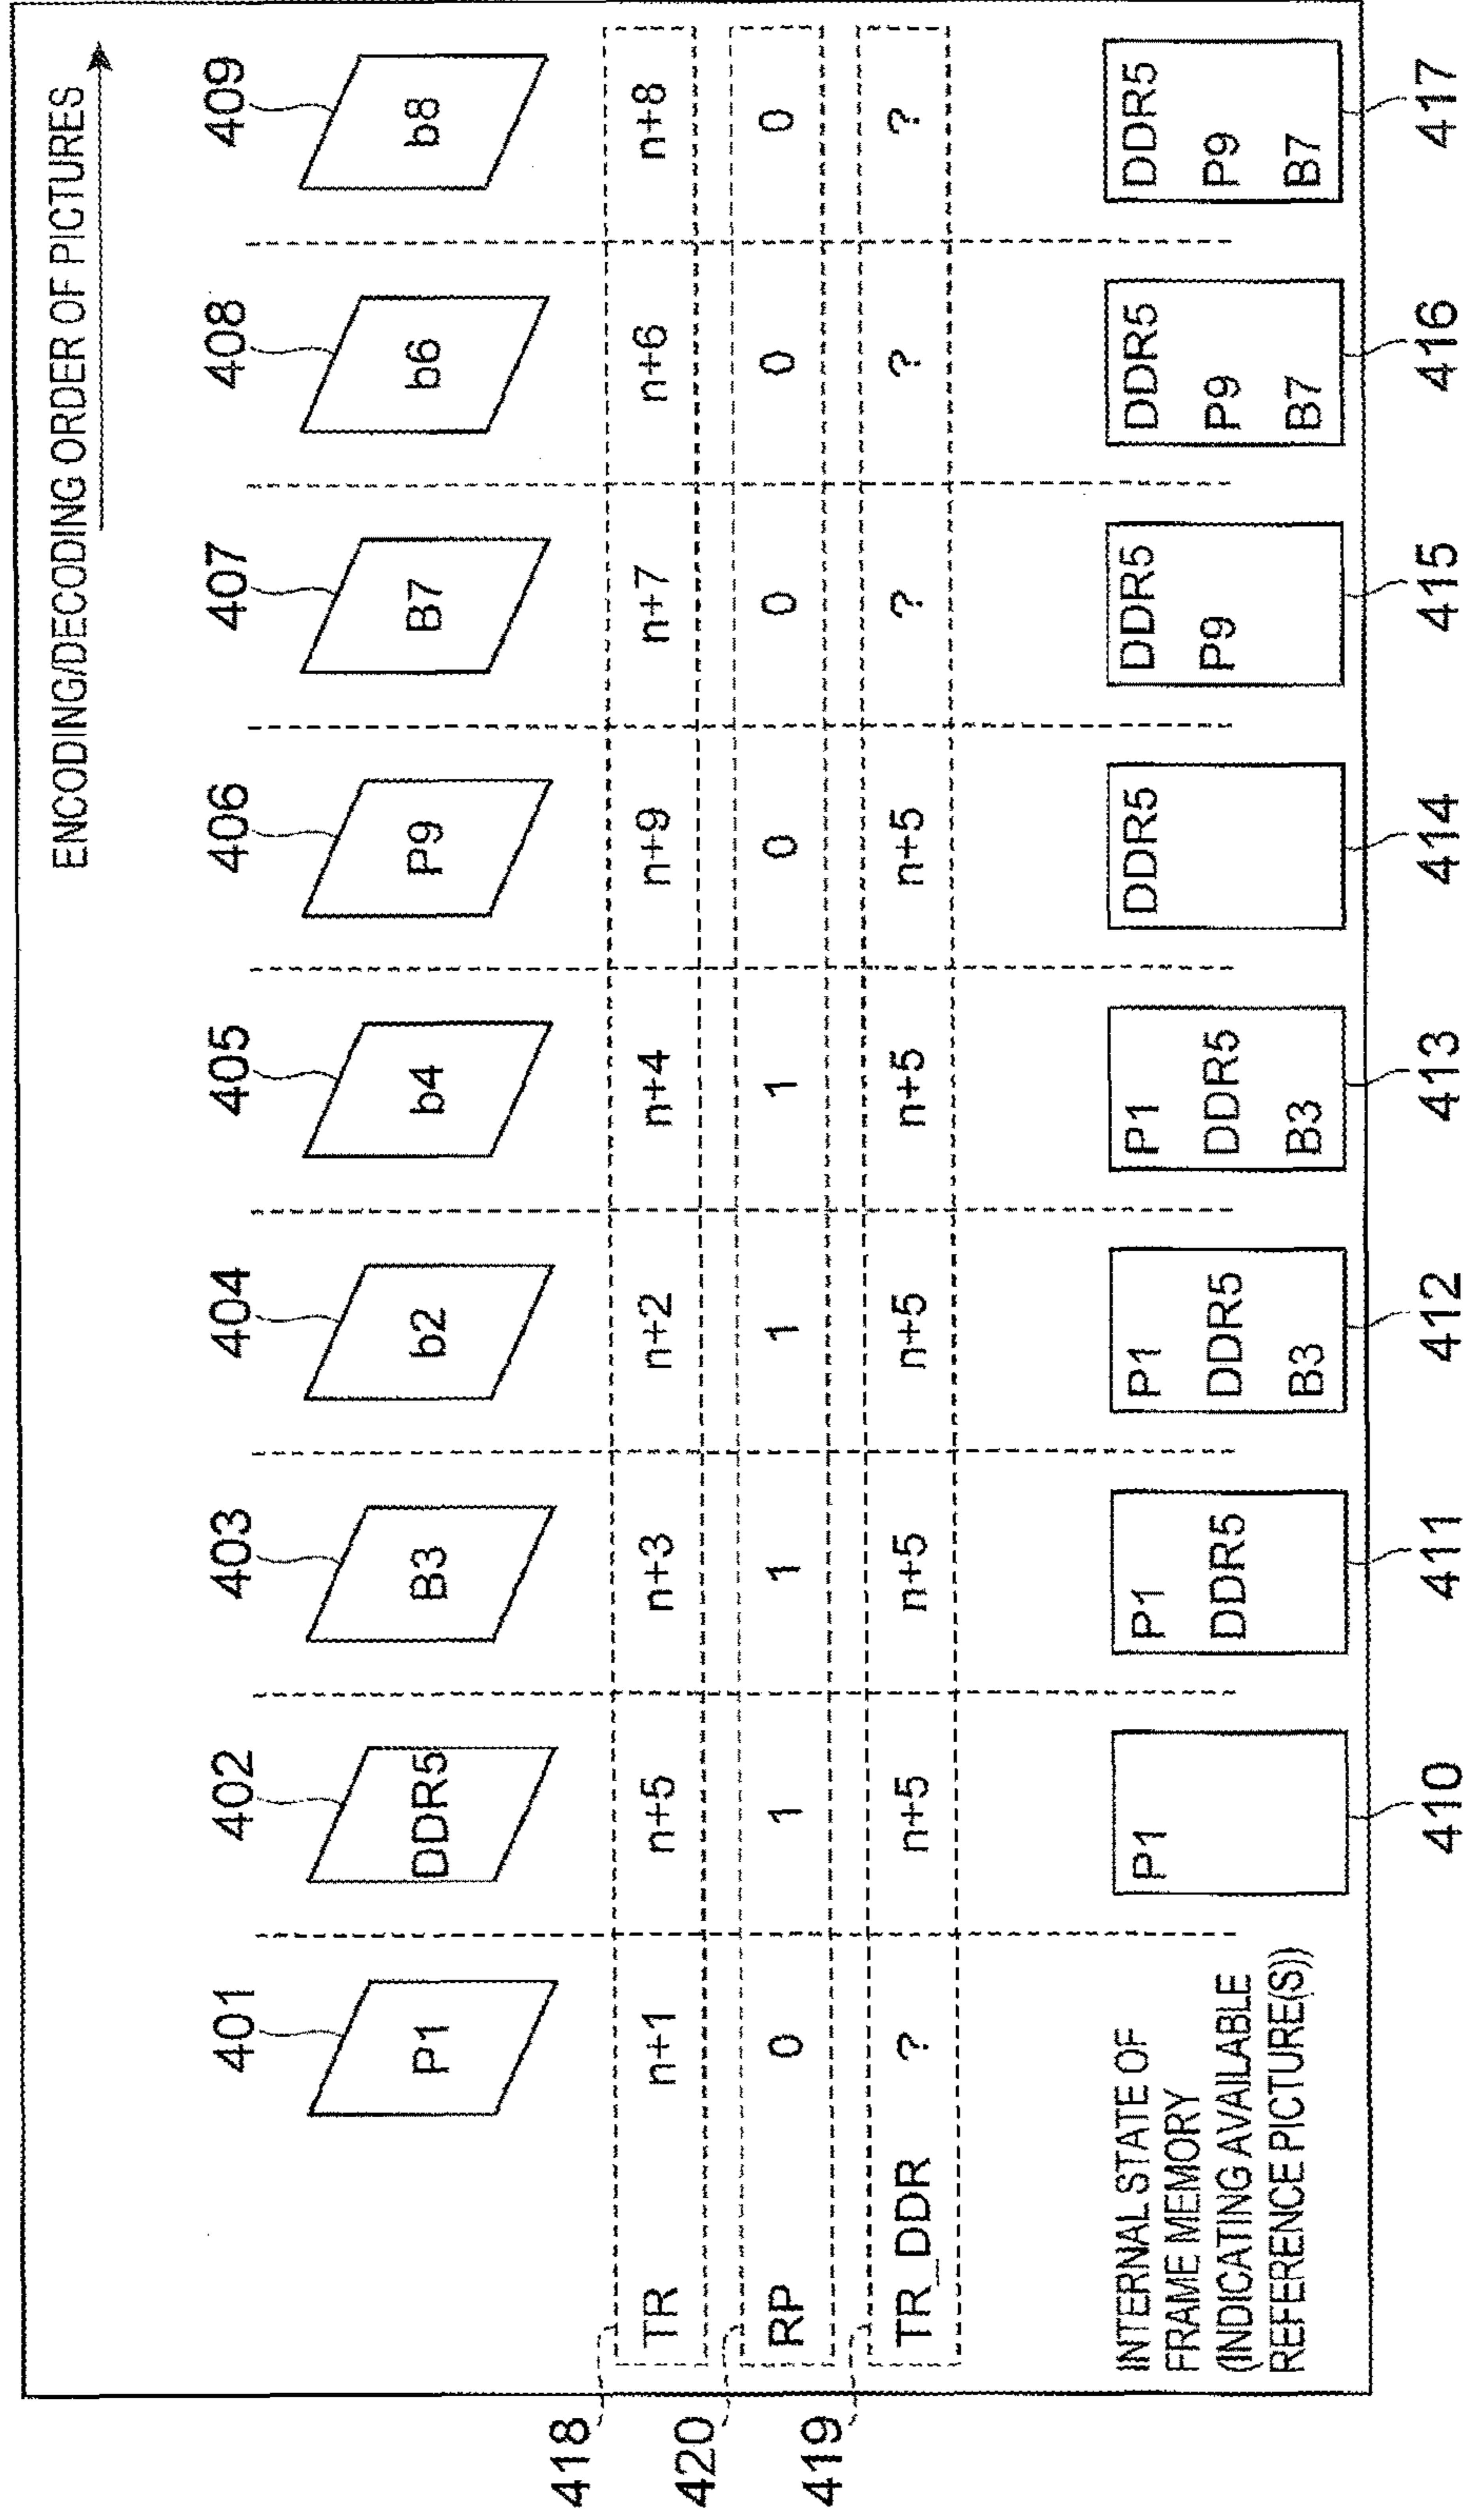 ENCODING/DECODING ORDER OF PICTURES
401 402 403 404 405 406 407 408 409
P1 DDR5 B3 b2 b4 P9 B7 b6 b8
418 TR n+1 n+5 n+3 n+2 n+4 n+9 n+7 n+6 n+8
420 RP 0 1 1 1 1 0 0 0 0
419 TR_DDR ? n+5 n+5 n+5 n+5 n+5 ? ? ?
INTERNAL STATE OF
FRAME MEMORY
(INDICATING AVAILABLE
REFERENCE PICTURE(S))
P1
P1
DDR5
P1
DDR5
B3
P1
DDR5
B3
DDR5
DDR5
P9
DDR5
P9
B7
DDR5
P9
B7
410 411 412 413 414 415 416 417